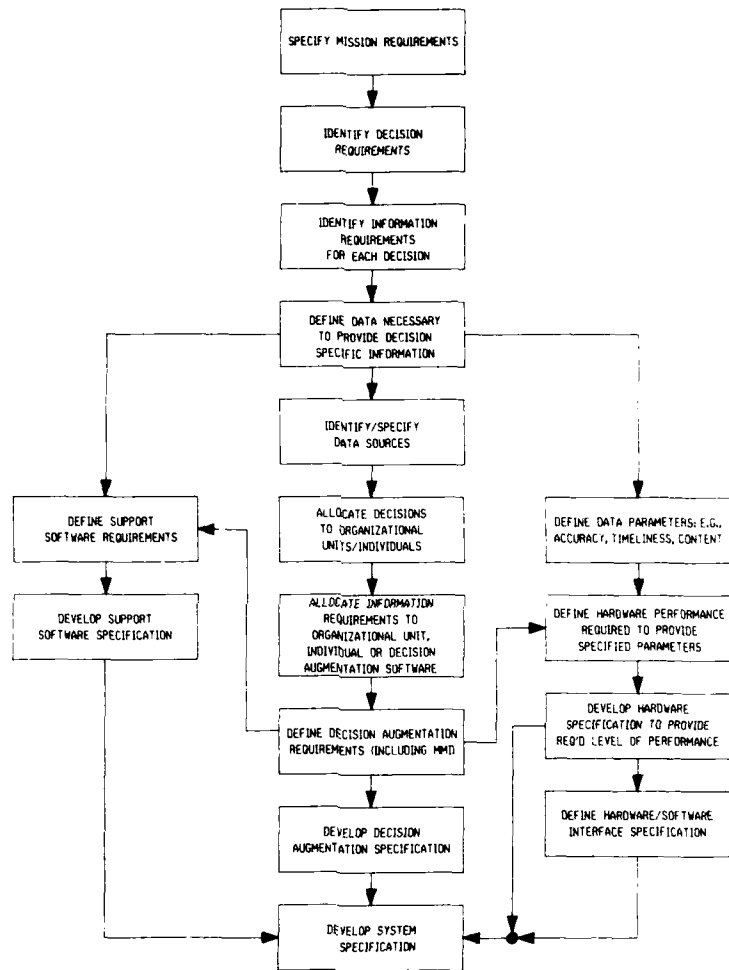 SPECIFY MISSION REQUIREMENTS
IDENTIFY DECISION
REQUIREMENTS
IDENTIFY INFORMATION
REQUIREMENTS
FOR EACH DECISION
DEFINE DATA NECESSARY
TO PROVIDE DECISION
SPECIFIC INFORMATION
IDENTIFY/SPECIFY
DATA SOURCES
DEFINE SUPPORT
SOFTWARE REQUIREMENTS
ALLOCATE DECISIONS
TO ORGANIZATIONAL
UNITS/INDIVIDUALS
DEFINE DATA PARAMETERS: E.G.,
ACCURACY, TIMELINESS, CONTENT
DEVELOP SUPPORT
SOFTWARE SPECIFICATION
ALLOCATE INFORMATION
REQUIREMENTS TO
ORGANIZATIONAL UNIT,
INDIVIDUAL OR DECISION
AUGMENTATION SOFTWARE
DEFINE HARDWARE PERFORMANCE
REQUIRED TO PROVIDE
SPECIFIED PARAMETERS
DEFINE DECISION AUGMENTATION
REQUIREMENTS (INCLUDING MMI)
DEVELOP HARDWARE
SPECIFICATION TO PROVIDE
REQ'D LEVEL OF PERFORMANCE
DEVELOP DECISION
AUGMENTATION SPECIFICATION
DEFINE HARDWARE/SOFTWARE
INTERFACE SPECIFICATION
DEVELOP SYSTEM
SPECIFICATION